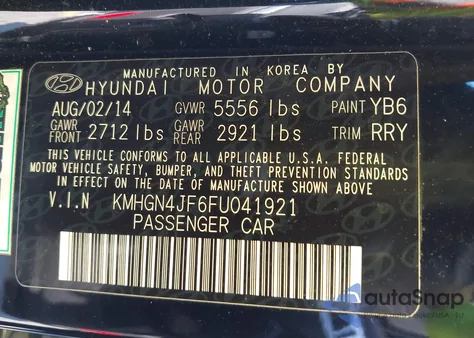 MANUFACTURED IN KOREA BY
HYUNDAI MOTOR COMPANY
AUG/02/14 GVWR 5556 lbs PAINT YB6
GAWR FRONT 2712 lbs GAWR REAR 2921 lbs TRIM RRY
THIS VEHICLE CONFORMS TO ALL APPLICABLE U.S.A. FEDERAL
MOTOR VEHICLE SAFETY, BUMPER, AND THEFT PREVENTION STANDARDS
IN EFFECT ON THE DATE OF MANUFACTURE SHOWN ABOVE.
V.I.N KMHGN4JF6FU041921
PASSENGER CAR
autoSnap